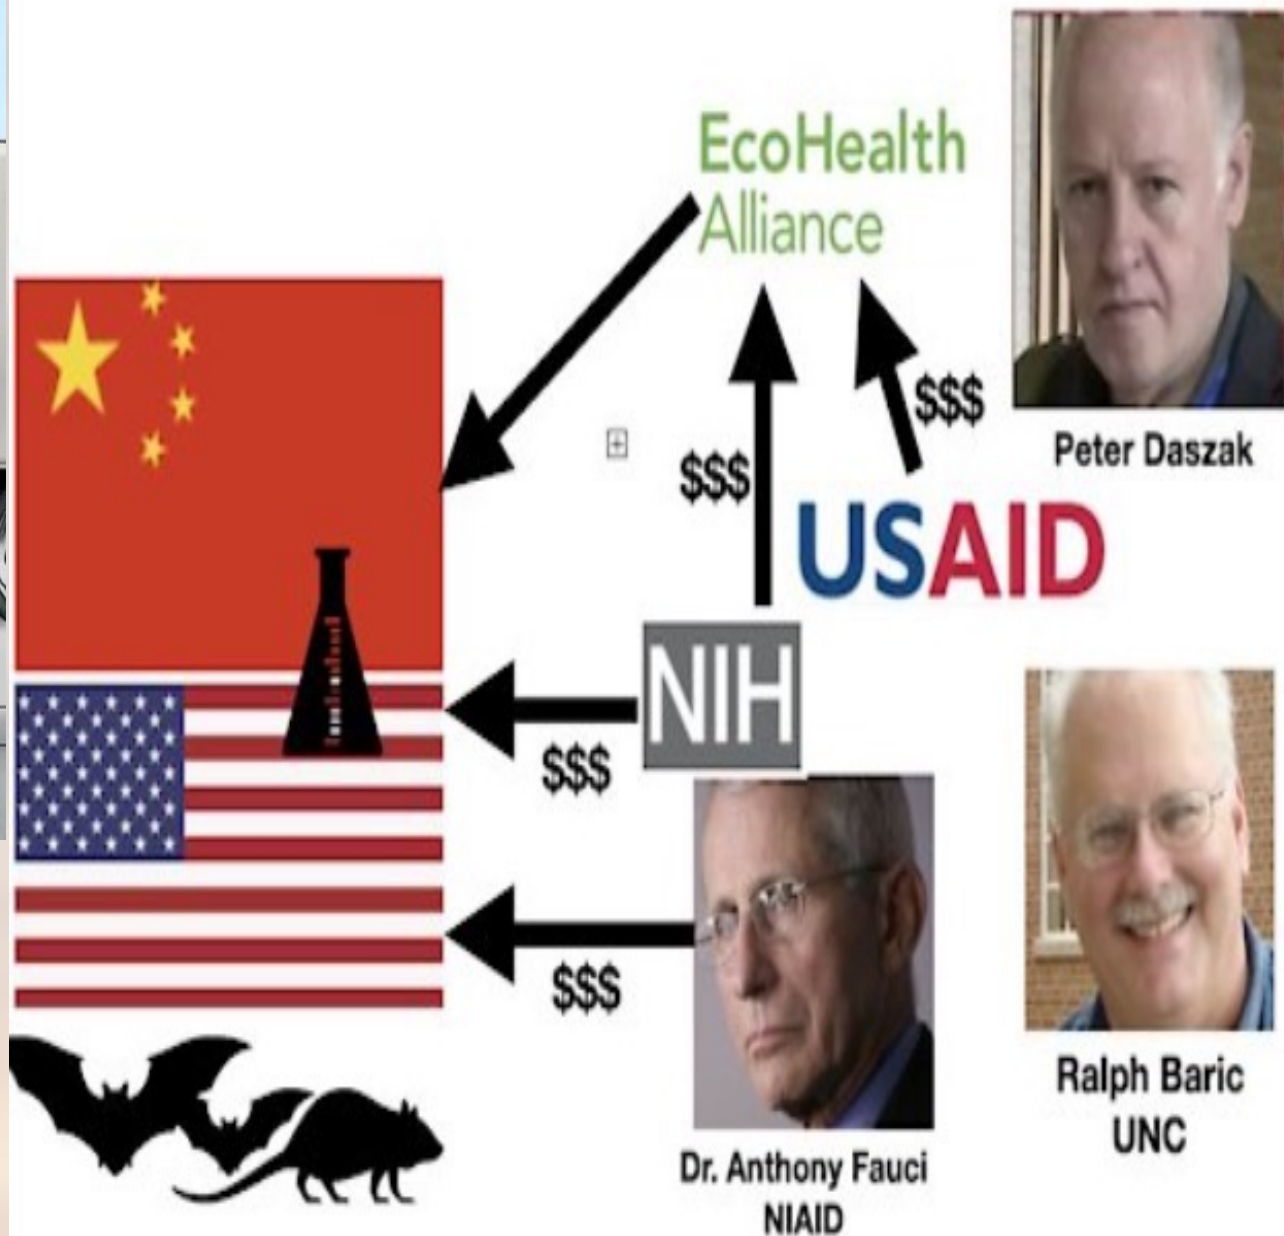 EcoHealth
Alliance
$$$
$$$
Peter Daszak
USAID
NIH
$$$
$$$
Ralph Baric
UNC
Dr. Anthony Fauci
NIAID